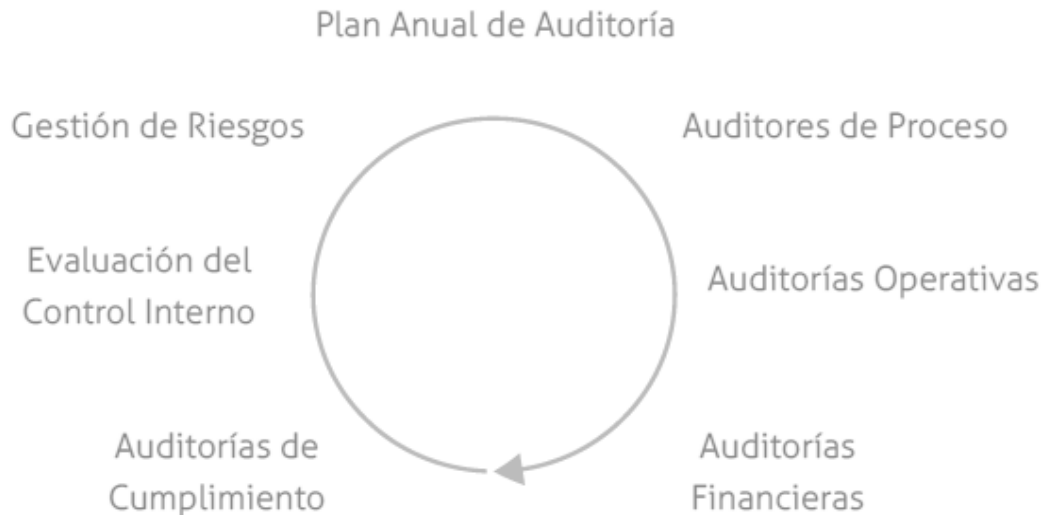 Plan Anual de Auditoría
Gestión de Riesgos
Auditores de Proceso
Evaluación del
Control Interno
Auditorías Operativas
Auditorías de
Cumplimiento
Auditorías
Financieras